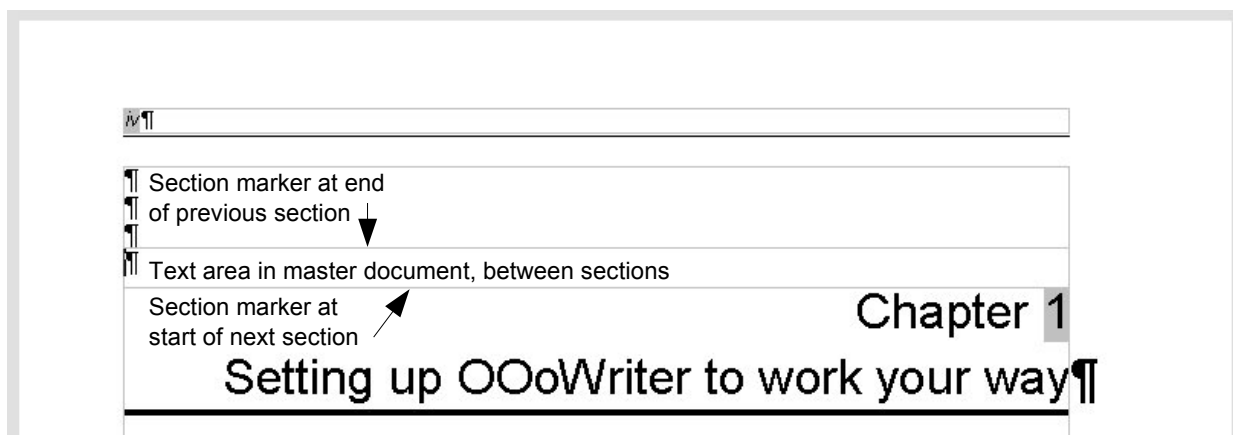 iv¶
¶ Section marker at end
¶ of previous section
¶
¶ Text area in master document, between sections
Section marker at
start of next section
Chapter 1
Setting up OOoWriter to work your way¶